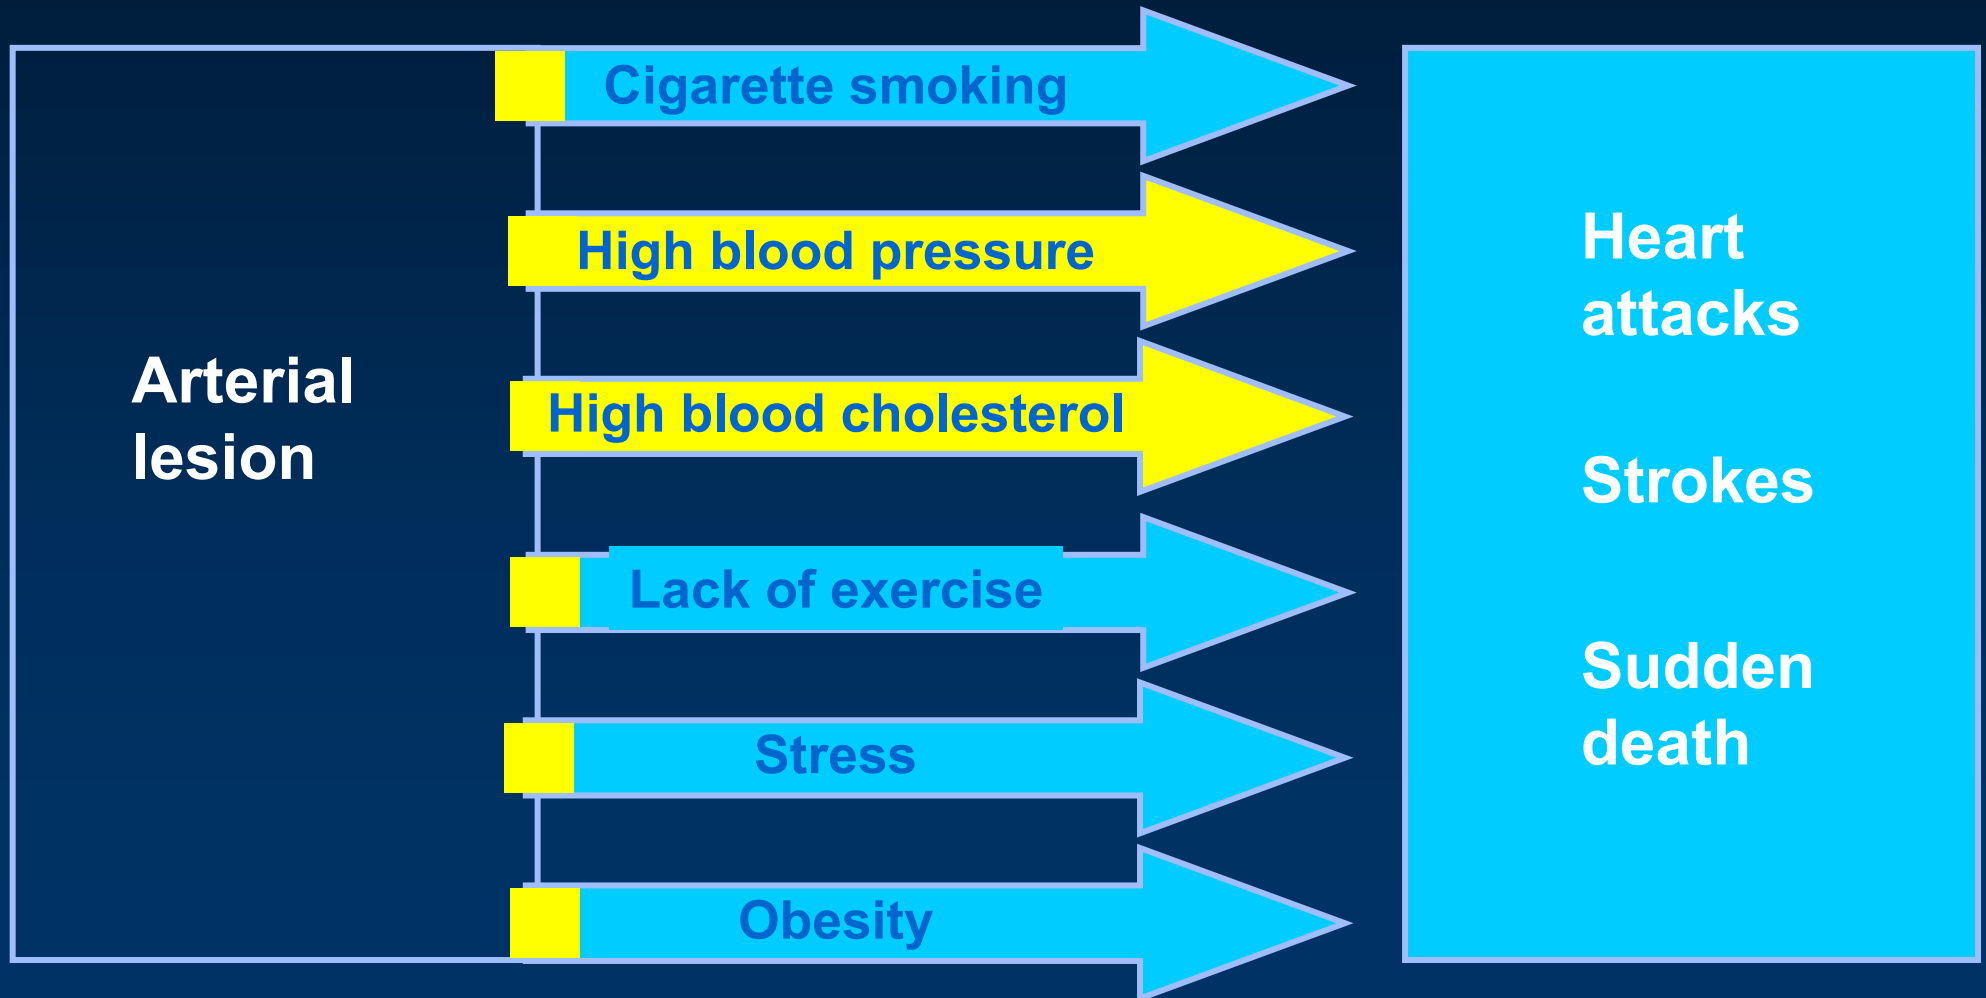 Arterial
lesion
Cigarette smoking
High blood pressure
High blood cholesterol
Lack of exercise
Stress
Obesity
Heart
attacks
Strokes
Sudden
death